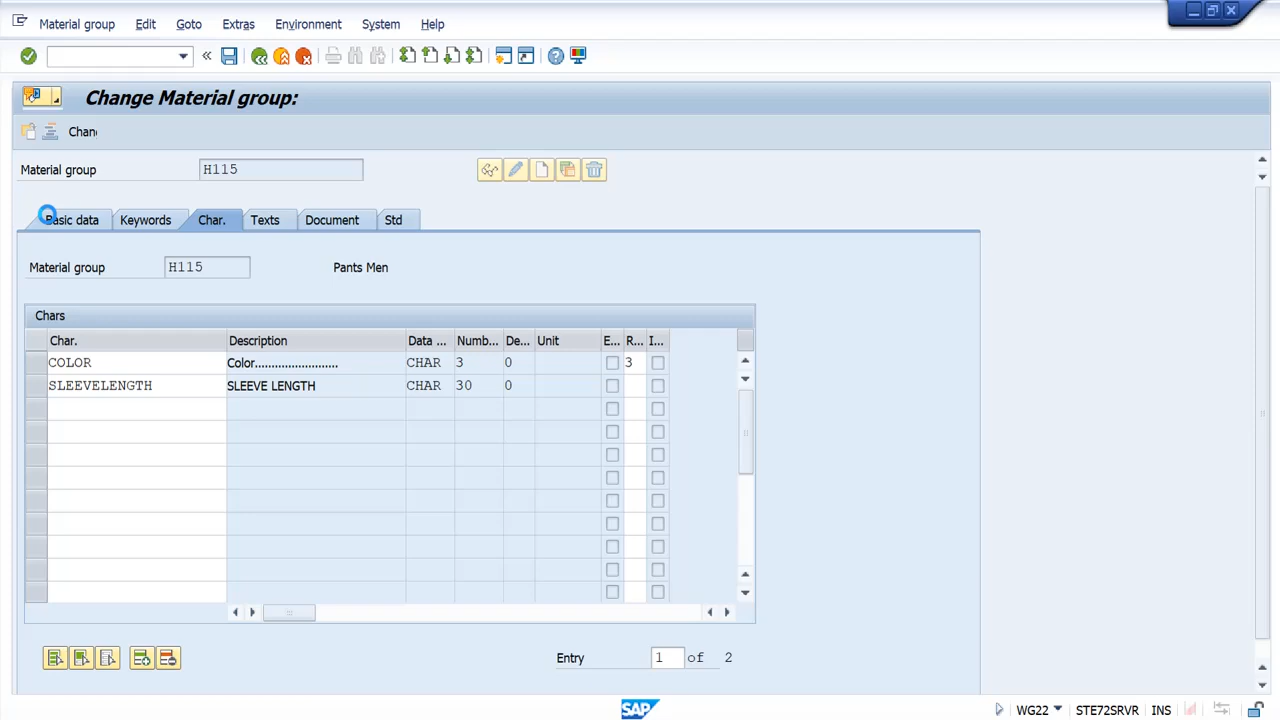 Material group Edit Goto Extras Environment System Help
Change Material group:
Chan
Material group H115
Basic data Keywords Char. Texts Document Std
Material group H115 Pants Men
Chars
Char. Description Data ... Numb... De... Unit E... R... I...
COLOR Color........................ CHAR 3 0 3
SLEEVELENGTH SLEEVE LENGTH CHAR 30 0
Entry 1 of 2
SAP WG22 STE72SRVR INS